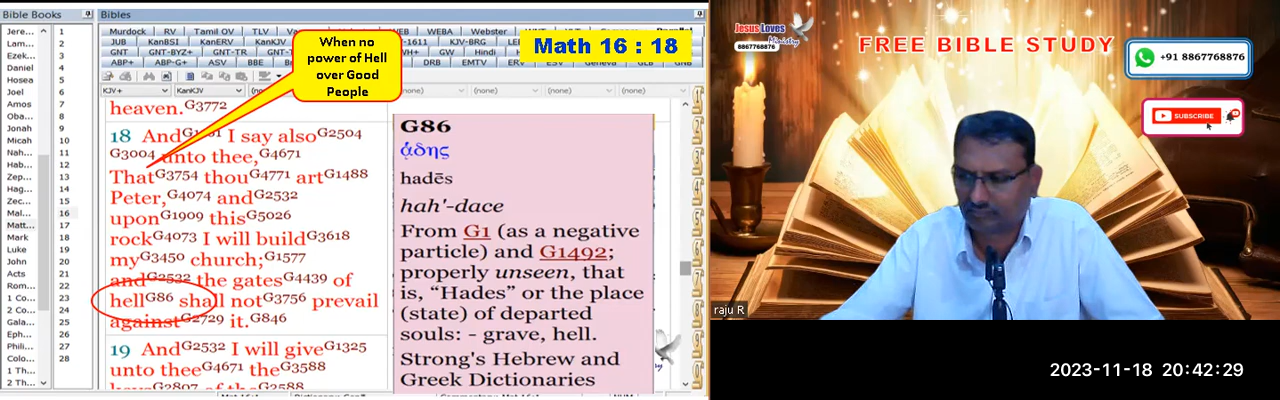 Bible Books
Bibles
Jere...
Lam...
Ezek...
Daniel
Hosea
Joel
Amos
Oba...
Jonah
Micah
Nah...
Hab...
Zep...
Hag...
Zec...
Mal...
Matt...
Mark
Luke
John
Acts
Rom...
1 Co...
2 Co...
Gala...
Eph...
Phili...
Colo...
1 Th...
2 Th...
1
2
3
4
5
6
7
8
9
10
11
12
13
14
15
16
17
18
19
20
21
22
23
24
25
26
27
28
Murdock RV Tamil OV TLV WEB WEBA Webster
JUB KanBSI KanERV KanKJV -1611 KJV-BRG
GNT GNT-BYZ+ GNT-TR WH+ GW Hindi
ABP+ ABP-G+ ASV BBE DRB EMTV ERV ESV Geneva GLB GNB
KJV+ KanKJV (none) (none) (none) (none)
When no
power of Hell
over Good
People
Math 16 : 18
heaven.G3772
18 And I say alsoG2504
G3004 unto thee,G4671
ThatG3754 thouG4771 artG1488
Peter,G4074 andG2532
uponG1909 thisG5026
rockG4073 I will buildG3618
myG3450 church;G1577
andG2532 the gatesG4439 of
hellG86 shall notG3756 prevail
againstG2729 it.G846
19 AndG2532 I will giveG1325
unto theeG4671 theG3588
G86
ᾅδης
hadēs
hah'-dace
From G1 (as a negative
particle) and G1492;
properly unseen, that
is, “Hades” or the place
(state) of departed
souls: - grave, hell.
Strong's Hebrew and
Greek Dictionaries
Jesus Loves
Ministry
8867768876
FREE BIBLE STUDY
+91 8867768876
SUBSCRIBE
raju R
2023-11-18 20:42:29